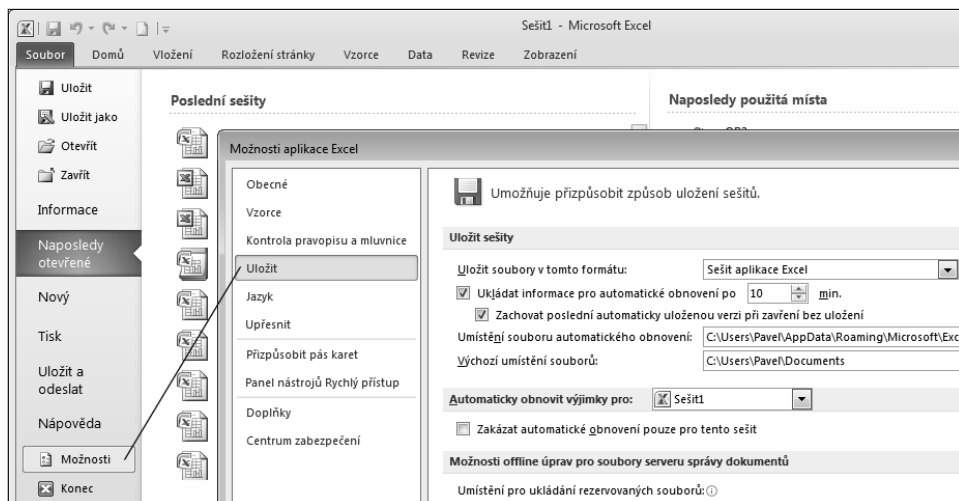 Sešit1 - Microsoft Excel
Soubor Domů Vložení Rozložení stránky Vzorce Data Revize Zobrazení
Uložit
Uložit jako
Otevřít
Zavřít
Informace
Naposledy otevřené
Nový
Tisk
Uložit a odeslat
Nápověda
Možnosti
Konec
Poslední sešity
Naposledy použitá místa
Možnosti aplikace Excel
Obecné
Vzorce
Kontrola pravopisu a mluvnice
Uložit
Jazyk
Upřesnit
Přizpůsobit pás karet
Panel nástrojů Rychlý přístup
Doplňky
Centrum zabezpečení
Umožňuje přizpůsobit způsob uložení sešitů.
Uložit sešity
Uložit soubory v tomto formátu: Sešit aplikace Excel
Ukládat informace pro automatické obnovení po 10 min.
Zachovat poslední automaticky uloženou verzi při zavření bez uložení
Umístění souboru automatického obnovení: C:\Users\Pavel\AppData\Roaming\Microsoft\Exc
Výchozí umístění souborů: C:\Users\Pavel\Documents
Automaticky obnovit výjimky pro: Sešit1
Zakázat automatické obnovení pouze pro tento sešit
Možnosti offline úprav pro soubory serveru správy dokumentů
Umístění pro ukládání rezervovaných souborů: